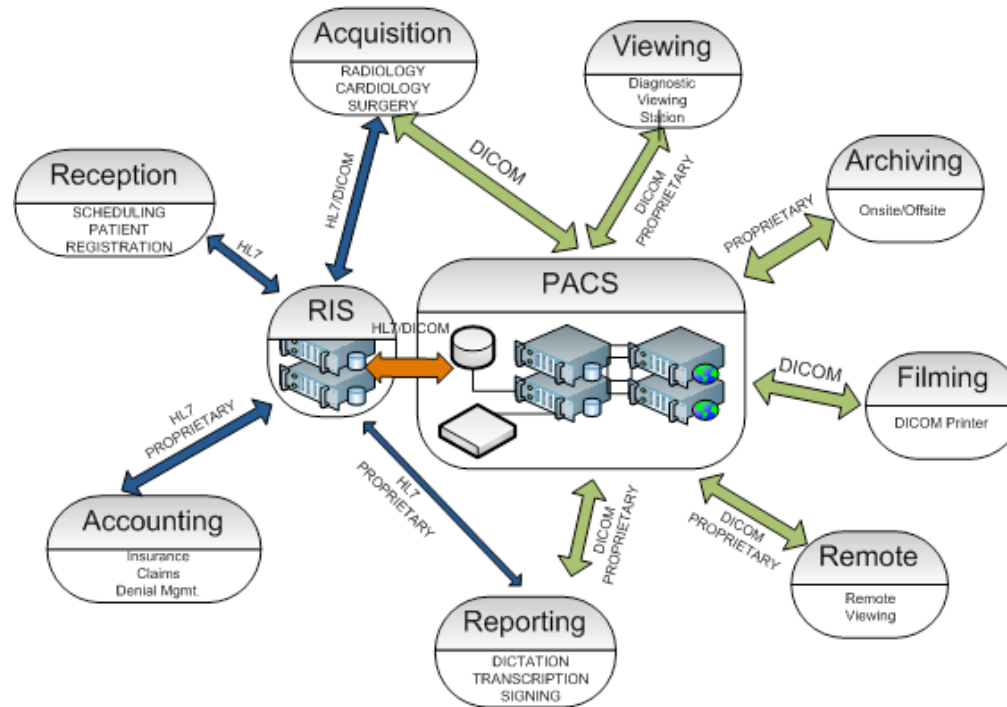 Acquisition
RADIOLOGY
CARDIOLOGY
SURGERY
Viewing
Diagnostic
Viewing
Station
Reception
SCHEDULING
PATIENT
REGISTRATION
Archiving
Onsite/Offsite
HL7/DICOM
DICOM
DICOM
PROPRIETARY
PROPRIETARY
HL7
RIS
HL7/DICOM
PACS
DICOM
Filming
DICOM Printer
HL7
PROPRIETARY
HL7
PROPRIETARY
DICOM
PROPRIETARY
DICOM
PROPRIETARY
Accounting
Insurance
Claims
Denial Mgmt.
Reporting
DICTATION
TRANSCRIPTION
SIGNING
Remote
Remote
Viewing